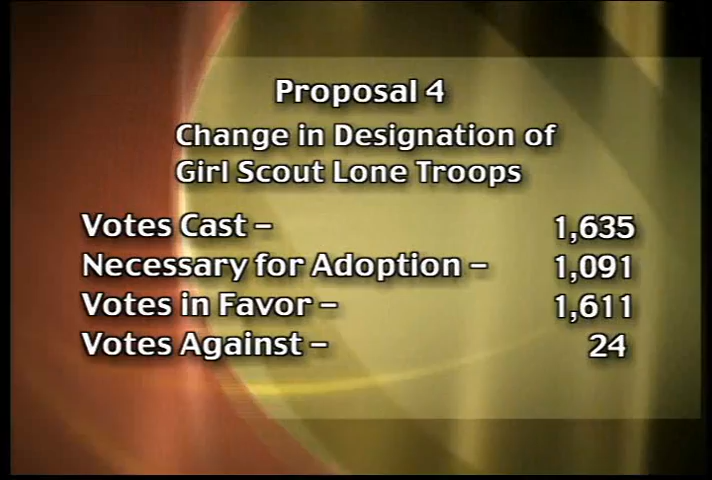 Proposal 4
Change in Designation of
Girl Scout Lone Troops
Votes Cast – 1,635
Necessary for Adoption – 1,091
Votes in Favor – 1,611
Votes Against – 24